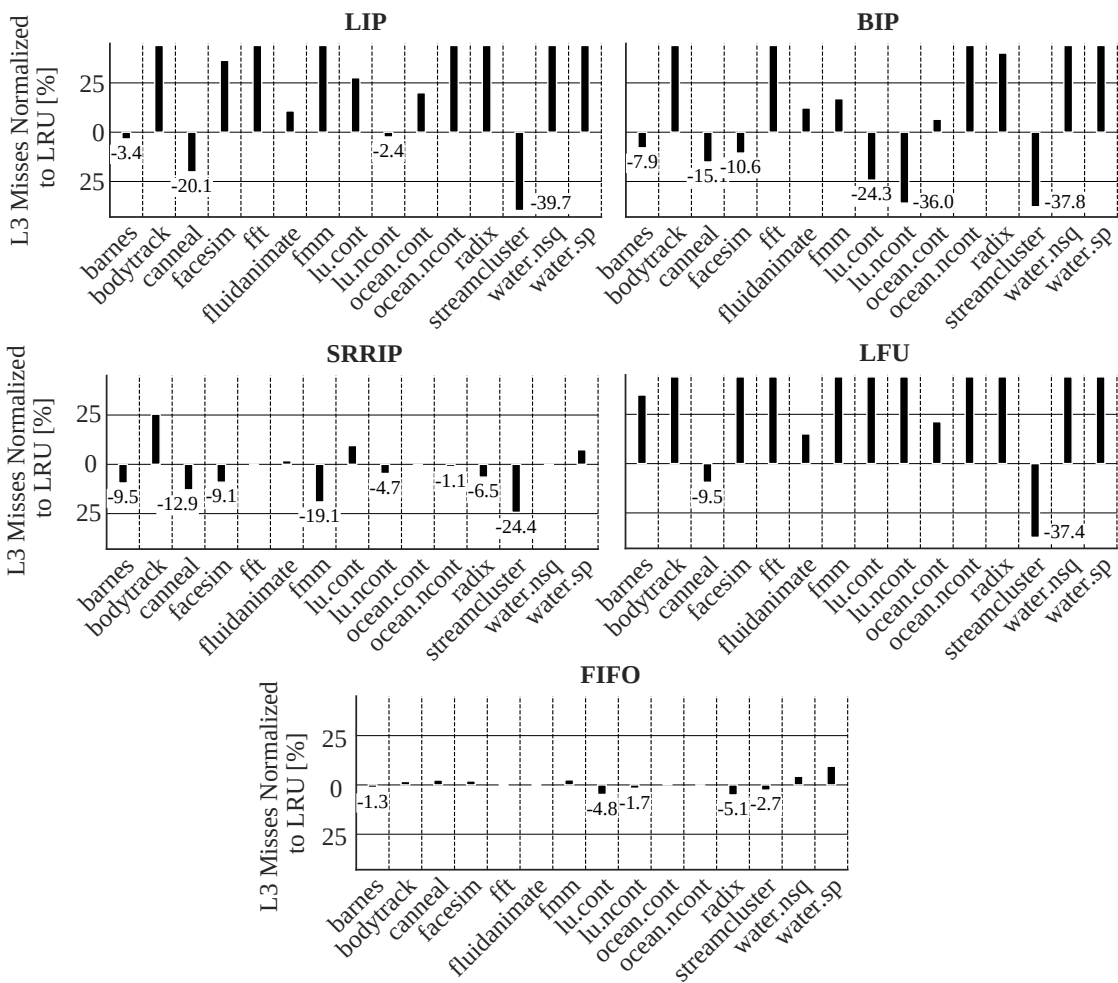 LIP
L3 Misses Normalized
to LRU [%]
25
0
25
-3.4
-20.1
-2.4
-39.7
barnes
bodytrack
canneal
facesim
fft
fluidanimate
fmm
lu.cont
lu.ncont
ocean.cont
ocean.ncont
radix
streamcluster
water.nsq
water.sp
BIP
-7.9
-15.
-10.6
-24.3
-36.0
-37.8
barnes
bodytrack
canneal
facesim
fft
fluidanimate
fmm
lu.cont
lu.ncont
ocean.cont
ocean.ncont
radix
streamcluster
water.nsq
water.sp
SRRIP
L3 Misses Normalized
to LRU [%]
25
0
25
-9.5
-12.9
-9.1
-19.1
-4.7
-1.1
-6.5
-24.4
barnes
bodytrack
canneal
facesim
fft
fluidanimate
fmm
lu.cont
lu.ncont
ocean.cont
ocean.ncont
radix
streamcluster
water.nsq
water.sp
LFU
-9.5
-37.4
barnes
bodytrack
canneal
facesim
fft
fluidanimate
fmm
lu.cont
lu.ncont
ocean.cont
ocean.ncont
radix
streamcluster
water.nsq
water.sp
FIFO
L3 Misses Normalized
to LRU [%]
25
0
25
-1.3
-4.8
-1.7
-5.1
-2.7
barnes
bodytrack
canneal
facesim
fft
fluidanimate
fmm
lu.cont
lu.ncont
ocean.cont
ocean.ncont
radix
streamcluster
water.nsq
water.sp